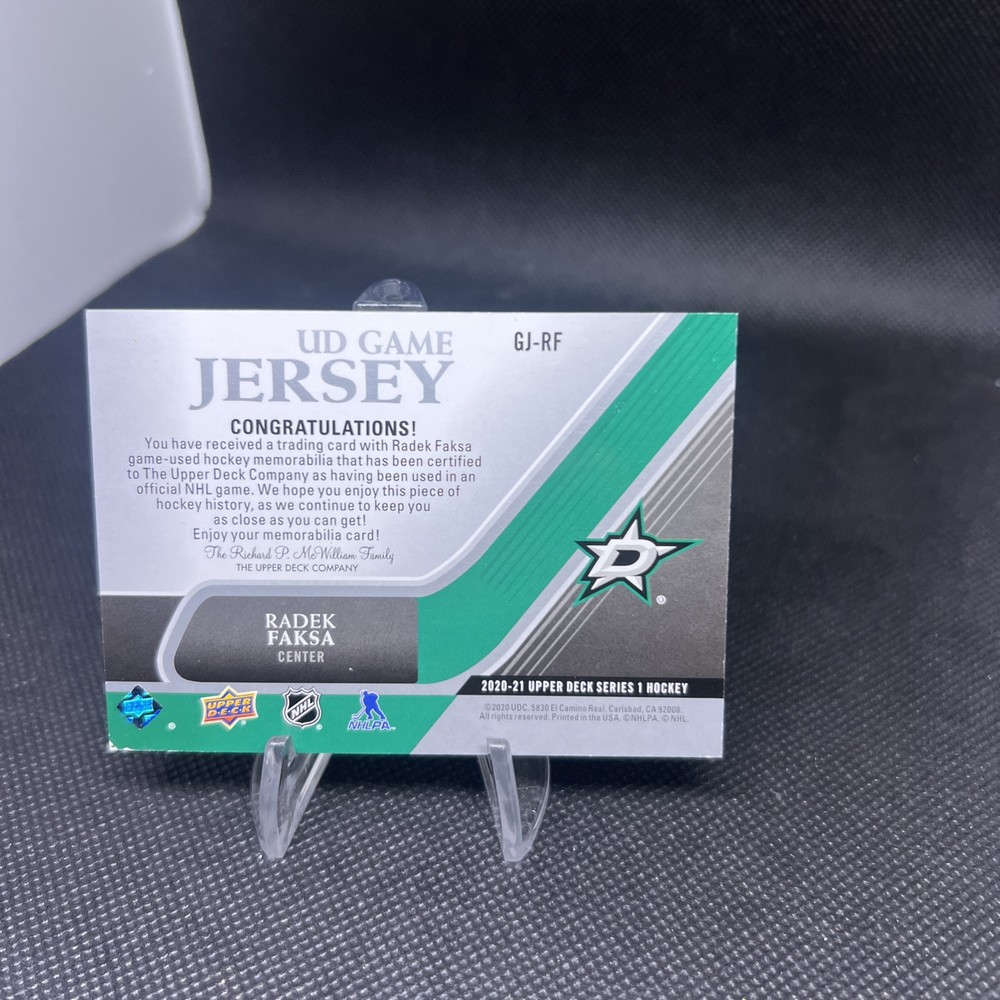 UD GAME
JERSEY
GJ-RF
CONGRATULATIONS!
You have received a trading card with Radek Faksa
game-used hockey memorabilia that has been certified
to The Upper Deck Company as having been used in an
official NHL game. We hope you enjoy this piece of
hockey history, as we continue to keep you
as close as you can get!
Enjoy your memorabilia card!
The Richard P. McWilliam Family
THE UPPER DECK COMPANY
D
®
RADEK
FAKSA
CENTER
2020-21 UPPER DECK SERIES 1 HOCKEY
©2020 UDC. 5830 El Camino Real, Carlsbad, CA 92008.
All rights reserved. Printed in the USA. ©NHLPA. © NHL.
UPPER
D·E·C·K
NHL
NHLPA